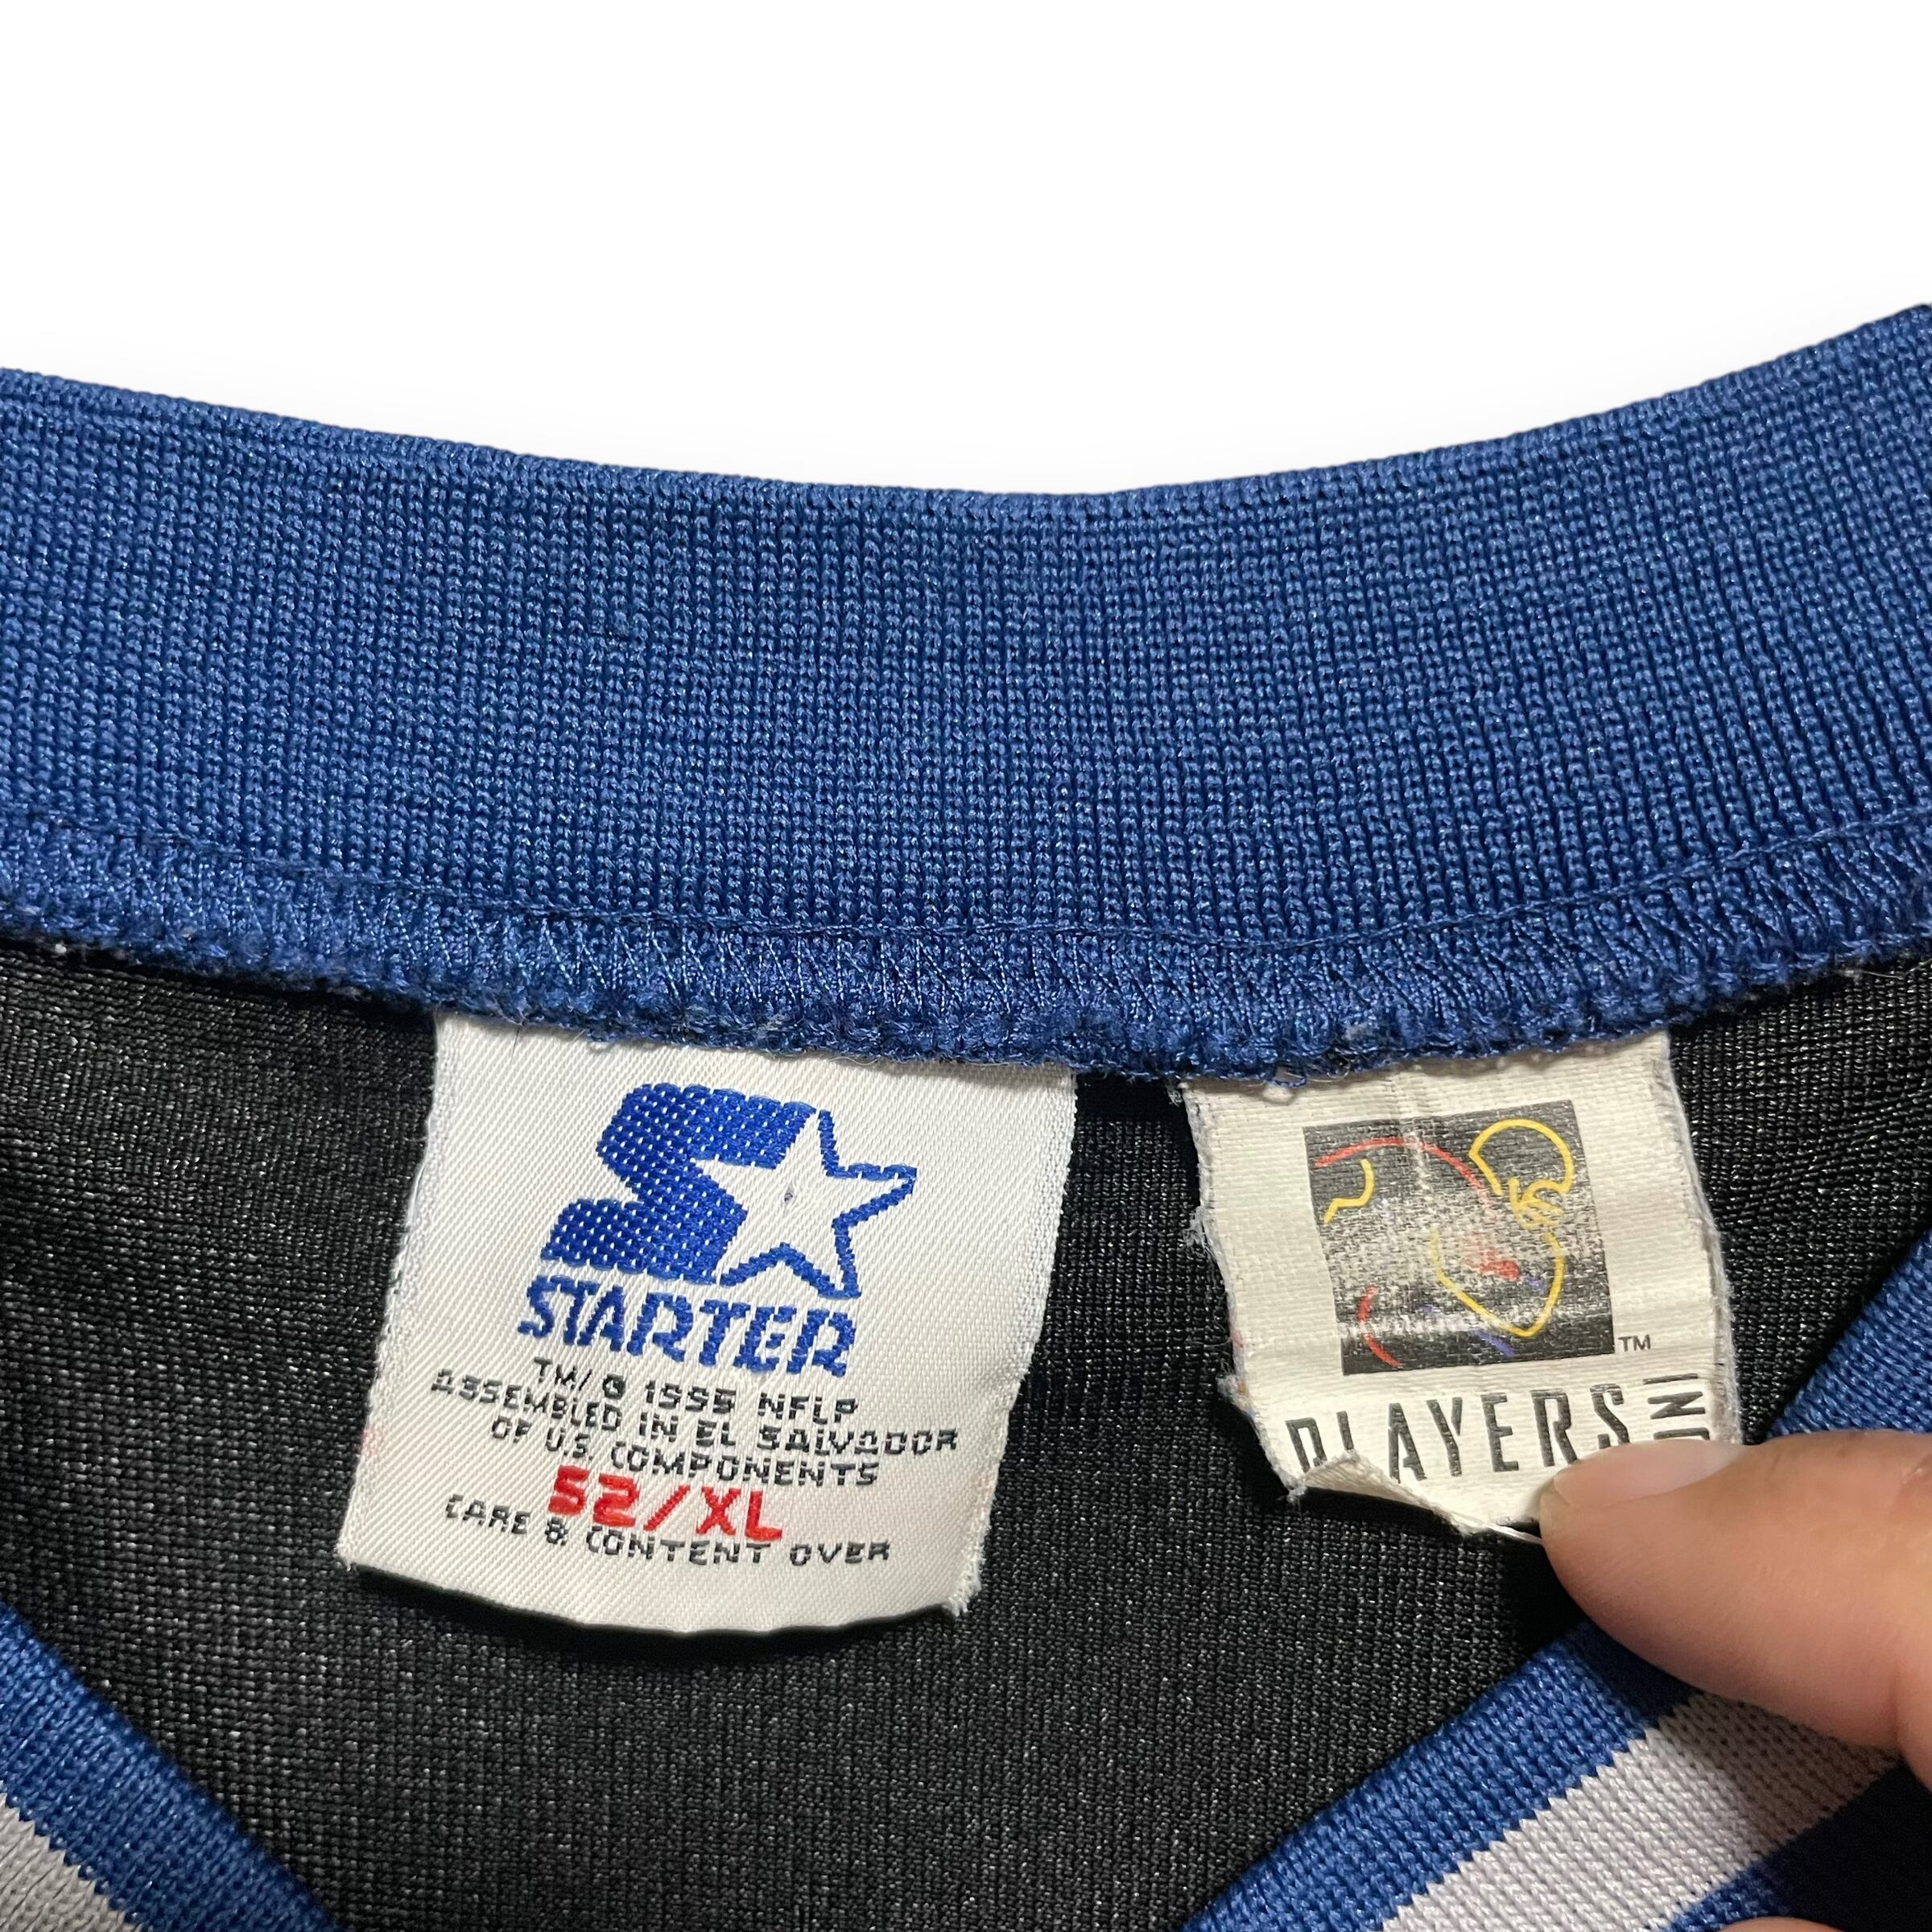 STARTER
TM/© 1995 NFLP
ASSEMBLED IN EL SALVADOR
OF U.S. COMPONENTS
52/XL
CARE & CONTENT OVER
TM
PLAYERS